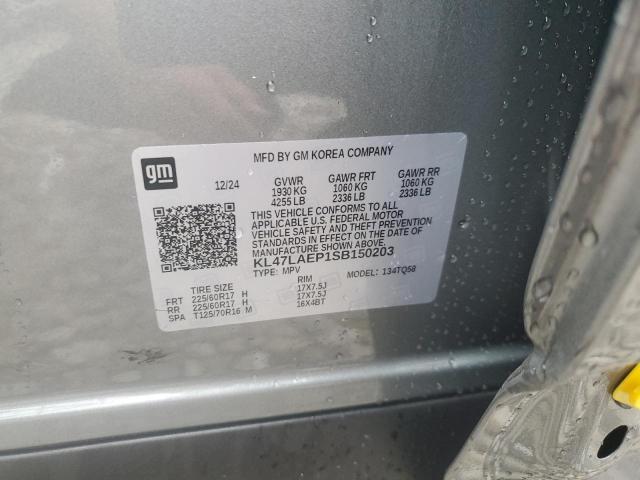 MFD BY GM KOREA COMPANY
gm
12/24
GVWR GAWR FRT GAWR RR
1930 KG 1060 KG 1060 KG
4255 LB 2336 LB 2336 LB
THIS VEHICLE CONFORMS TO ALL
APPLICABLE U.S. FEDERAL MOTOR
VEHICLE SAFETY AND THEFT PREVENTION
STANDARDS IN EFFECT ON THE DATE OF
MANUFACTURE SHOWN ABOVE.
KL47LAEP1SB150203
TYPE: MPV MODEL: 134TQ58
TIRE SIZE RIM
FRT 225/60R17 H 17X7.5J
RR 225/60R17 H 17X7.5J
SPA T125/70R16 M 16X4BT